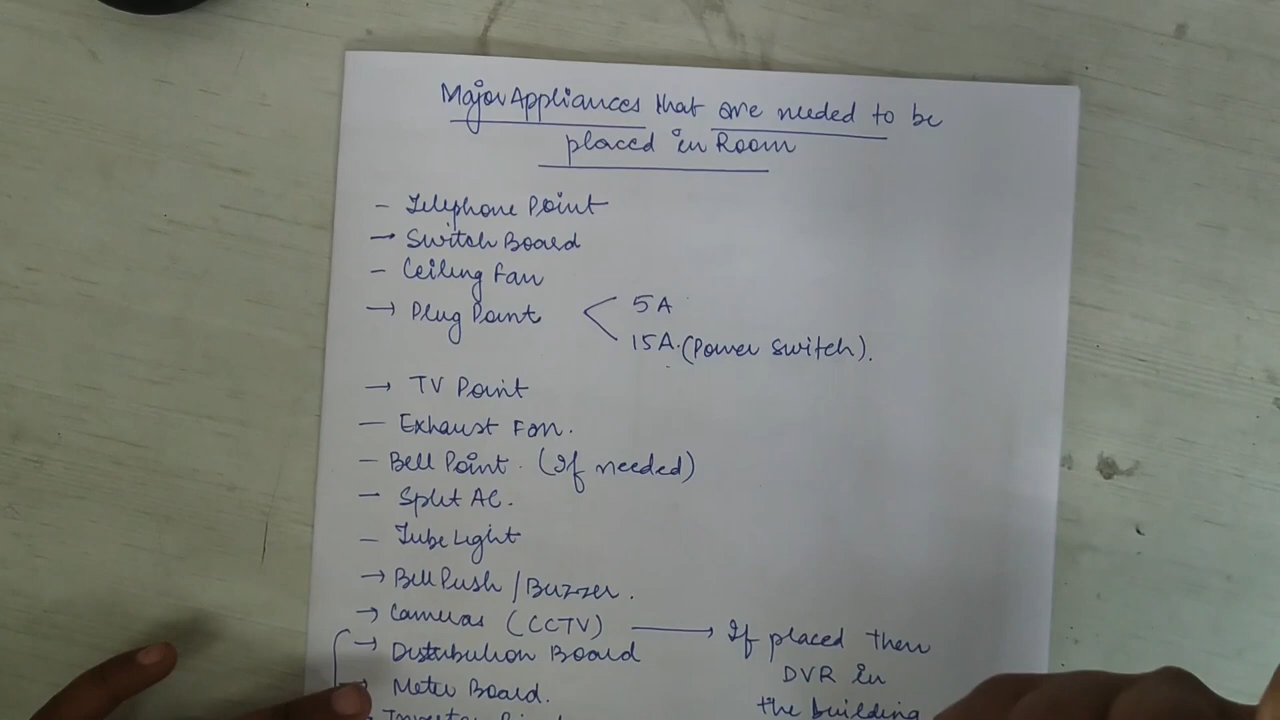 Major Appliances that are needed to be
placed in Room
- Telephone Point
→ Switch Board
- Ceiling Fan
→ Plug Point < 5A
15A. (Power switch).
→ TV Point
- Exhaust Fan.
- Bell Point. (If needed)
- Split AC.
- Tube Light
→ Bell Push / Buzzer.
→ Cameras (CCTV) → If placed then
→ Distribution Board
DVR in
→ Meter Board.
the building